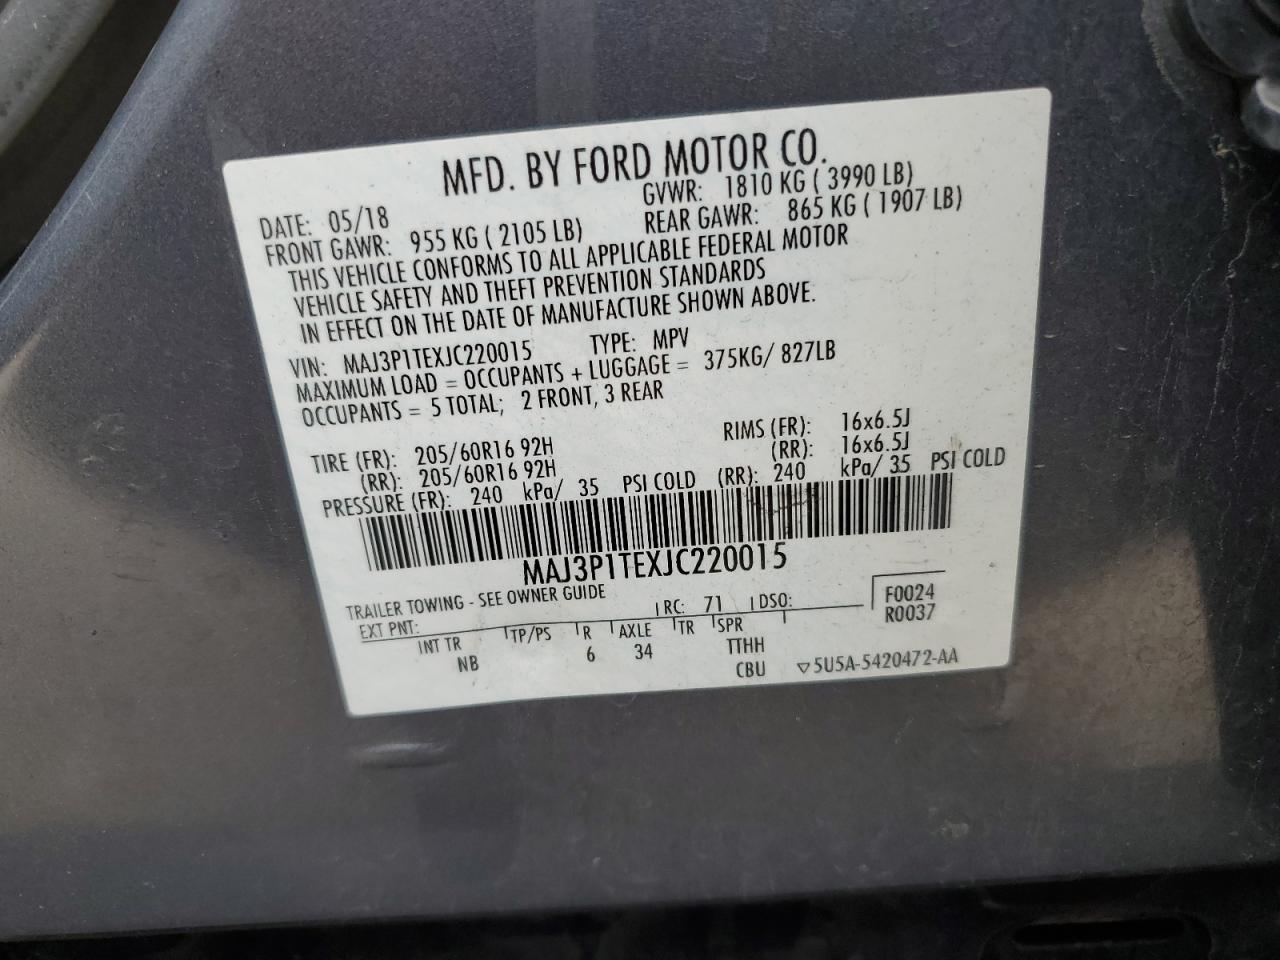 MFD. BY FORD MOTOR CO.
DATE: 05/18 GVWR: 1810 KG ( 3990 LB)
FRONT GAWR: 955 KG ( 2105 LB) REAR GAWR: 865 KG ( 1907 LB)
THIS VEHICLE CONFORMS TO ALL APPLICABLE FEDERAL MOTOR
VEHICLE SAFETY AND THEFT PREVENTION STANDARDS
IN EFFECT ON THE DATE OF MANUFACTURE SHOWN ABOVE.
VIN: MAJ3P1TEXJC220015 TYPE: MPV
MAXIMUM LOAD = OCCUPANTS + LUGGAGE = 375KG/ 827LB
OCCUPANTS = 5 TOTAL; 2 FRONT, 3 REAR
TIRE (FR): 205/60R16 92H RIMS (FR): 16x6.5J
(RR): 205/60R16 92H (RR): 16x6.5J
PRESSURE (FR): 240 kPa/ 35 PSI COLD (RR): 240 kPa/ 35 PSI COLD
MAJ3P1TEXJC220015
TRAILER TOWING - SEE OWNER GUIDE
EXT PNT: RC: 71 DSO: F0024
R0037
INT TR TP/PS R AXLE TR SPR
NB 6 34 TTHH
CBU ▽5U5A-5420472-AA